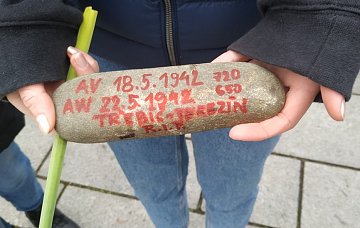 AV 18.5.1942 720
AW 22.5.1942 650
TŘEBÍČ-TEREZÍN
R.I.P.